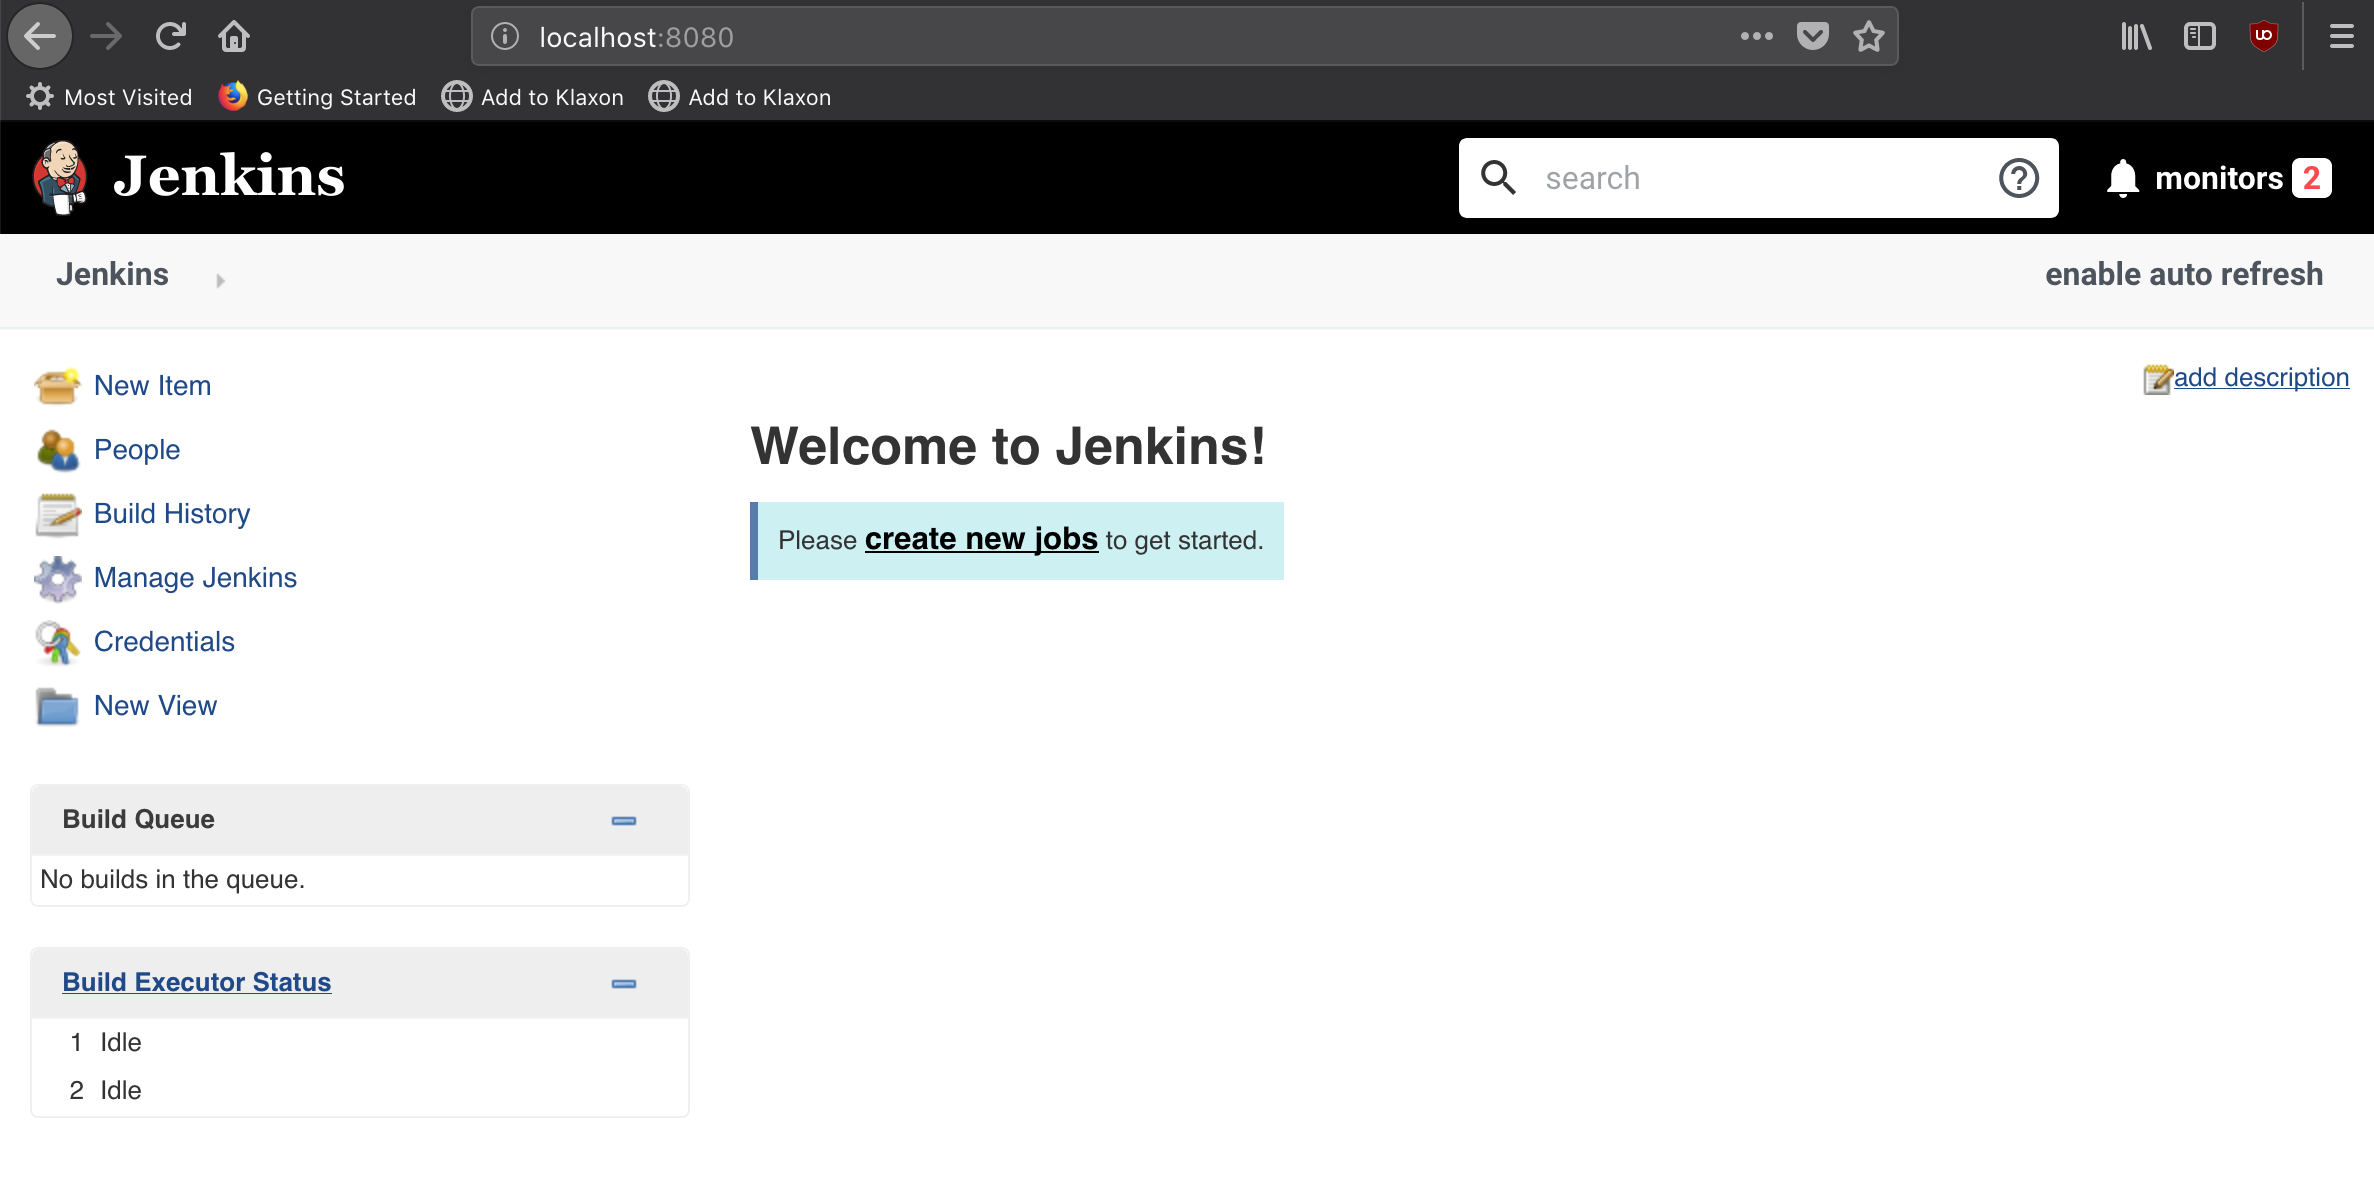 localhost:8080
Most Visited Getting Started Add to Klaxon Add to Klaxon
Jenkins search monitors 2
Jenkins enable auto refresh
New Item
add description
People
Build History
Manage Jenkins
Credentials
New View
Welcome to Jenkins!
Please create new jobs to get started.
Build Queue
No builds in the queue.
Build Executor Status
1 Idle
2 Idle